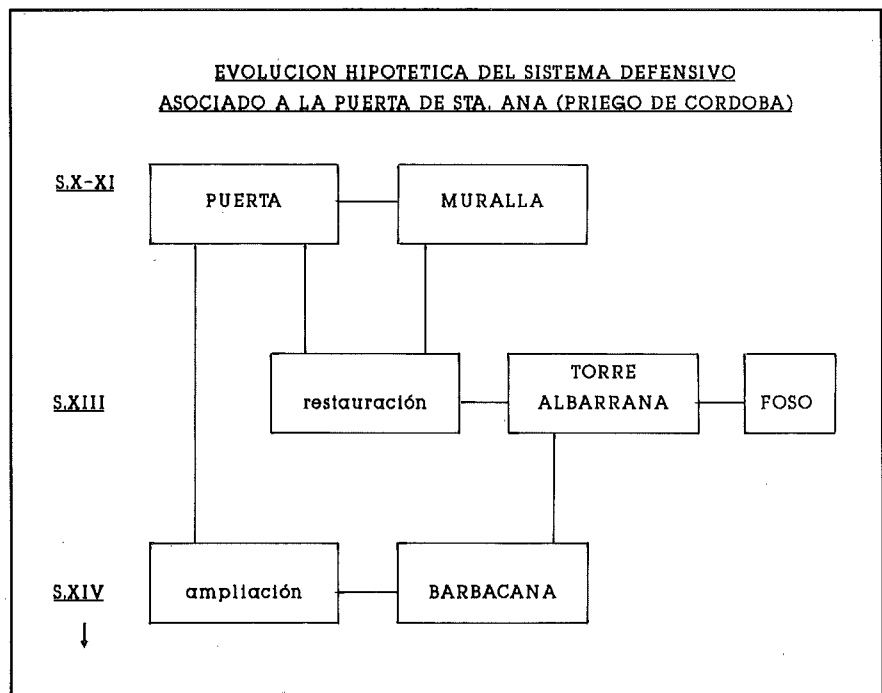 EVOLUCION HIPOTETICA DEL SISTEMA DEFENSIVO
ASOCIADO A LA PUERTA DE STA. ANA (PRIEGO DE CORDOBA)
S.X-XI
PUERTA
MURALLA
S.XIII
restauración
TORRE
ALBARRANA
FOSO
S.XIV
ampliación
BARBACANA